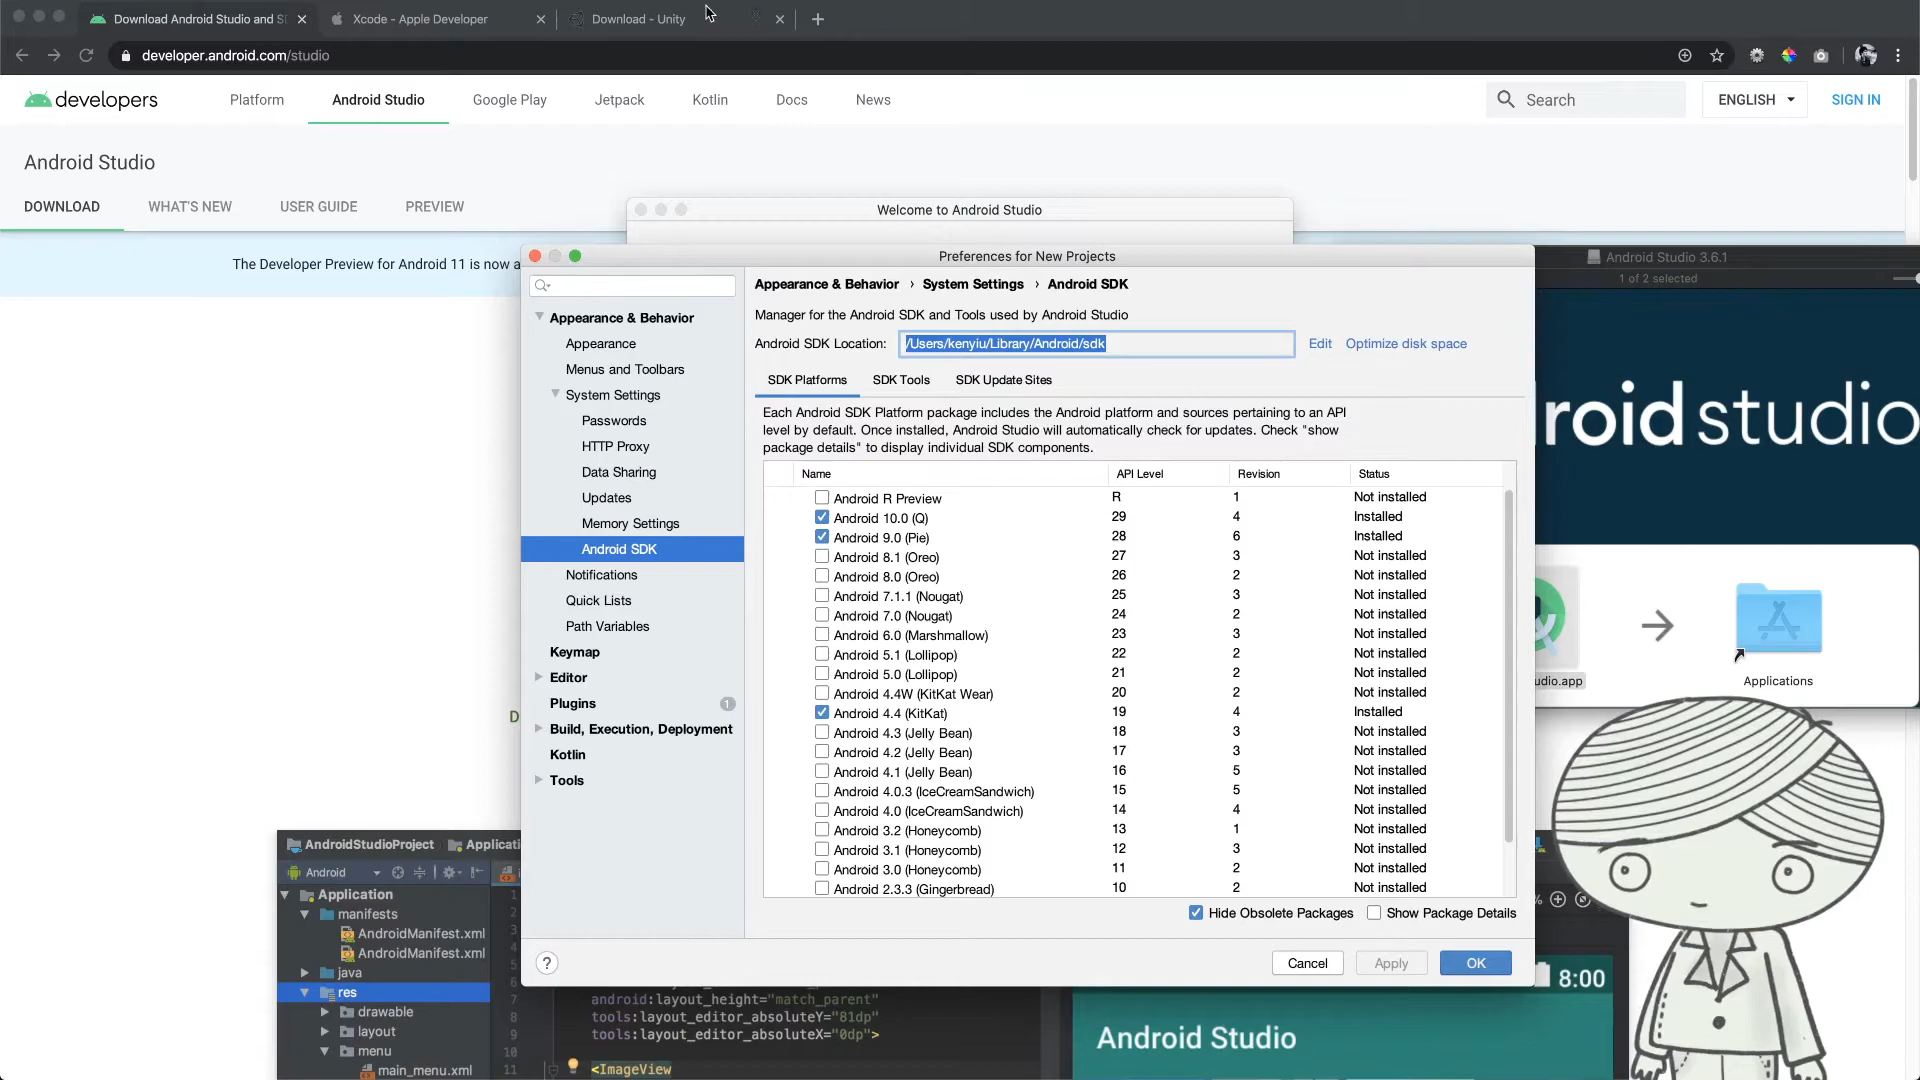 Download Android Studio and S
Xcode - Apple Developer
Download - Unity
developer.android.com/studio
developers
Platform
Android Studio
Google Play
Jetpack
Kotlin
Docs
News
Search
ENGLISH
SIGN IN
Android Studio
DOWNLOAD
WHAT'S NEW
USER GUIDE
PREVIEW
Welcome to Android Studio
The Developer Preview for Android 11 is now a
Preferences for New Projects
Android Studio 3.6.1
1 of 2 selected
Appearance & Behavior
Appearance
Menus and Toolbars
System Settings
Passwords
HTTP Proxy
Data Sharing
Updates
Memory Settings
Android SDK
Notifications
Quick Lists
Path Variables
Keymap
Editor
Plugins 1
Build, Execution, Deployment
Kotlin
Tools
Appearance & Behavior › System Settings › Android SDK
Manager for the Android SDK and Tools used by Android Studio
Android SDK Location: /Users/kenyiu/Library/Android/sdk Edit Optimize disk space
SDK Platforms SDK Tools SDK Update Sites
Each Android SDK Platform package includes the Android platform and sources pertaining to an API
level by default. Once installed, Android Studio will automatically check for updates. Check "show
package details" to display individual SDK components.
Name API Level Revision Status
Android R Preview R 1 Not installed
Android 10.0 (Q) 29 4 Installed
Android 9.0 (Pie) 28 6 Installed
Android 8.1 (Oreo) 27 3 Not installed
Android 8.0 (Oreo) 26 2 Not installed
Android 7.1.1 (Nougat) 25 3 Not installed
Android 7.0 (Nougat) 24 2 Not installed
Android 6.0 (Marshmallow) 23 3 Not installed
Android 5.1 (Lollipop) 22 2 Not installed
Android 5.0 (Lollipop) 21 2 Not installed
Android 4.4W (KitKat Wear) 20 2 Not installed
Android 4.4 (KitKat) 19 4 Installed
Android 4.3 (Jelly Bean) 18 3 Not installed
Android 4.2 (Jelly Bean) 17 3 Not installed
Android 4.1 (Jelly Bean) 16 5 Not installed
Android 4.0.3 (IceCreamSandwich) 15 5 Not installed
Android 4.0 (IceCreamSandwich) 14 4 Not installed
Android 3.2 (Honeycomb) 13 1 Not installed
Android 3.1 (Honeycomb) 12 3 Not installed
Android 3.0 (Honeycomb) 11 2 Not installed
Android 2.3.3 (Gingerbread) 10 2 Not installed
Hide Obsolete Packages Show Package Details
? Cancel Apply OK
roidstudio
udio.app
Applications
D
AndroidStudioProject Applicati
Android
Application
manifests
AndroidManifest.xml
AndroidManifest.xml
java
res
drawable
layout
menu
main_menu.xml
1
2
3
4
5
6
7 android:layout_height="match_parent"
8 tools:layout_editor_absoluteY="81dp"
9 tools:layout_editor_absoluteX="0dp">
10
11 <ImageView
%
8:00
Android Studio